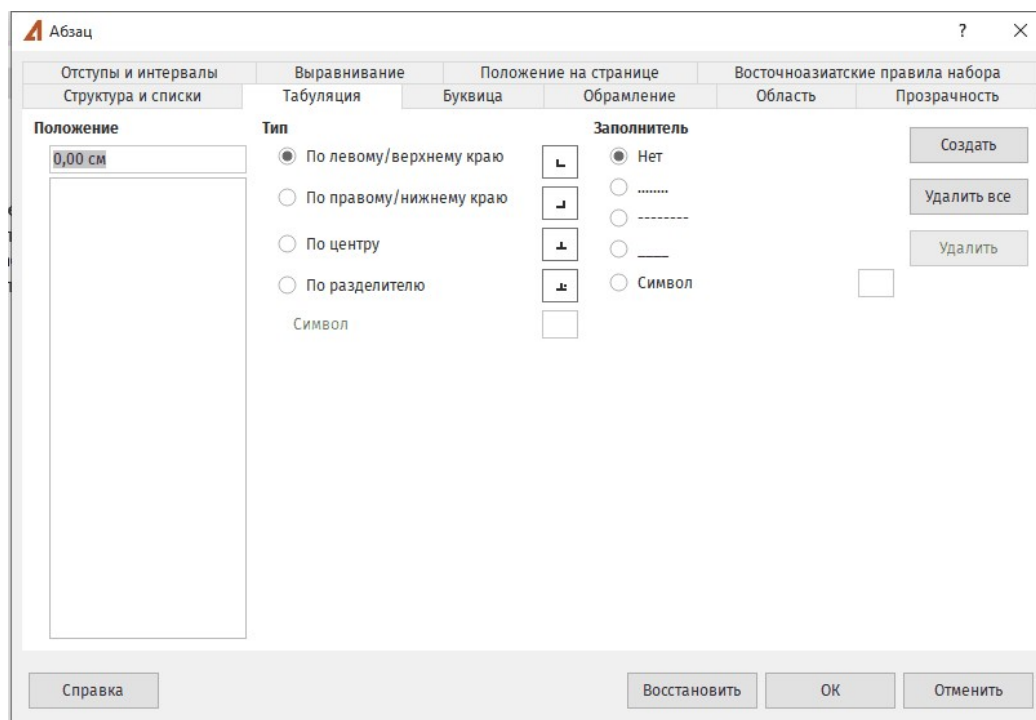 Абзац
Отступы и интервалы Выравнивание Положение на странице Восточноазиатские правила набора
Структура и списки Табуляция Буквица Обрамление Область Прозрачность
Положение
0,00 см
Тип
По левому/верхнему краю
По правому/нижнему краю
По центру
По разделителю
Символ
Заполнитель
Нет
........
--------
____
Символ
Создать
Удалить все
Удалить
Справка Восстановить ОК Отменить